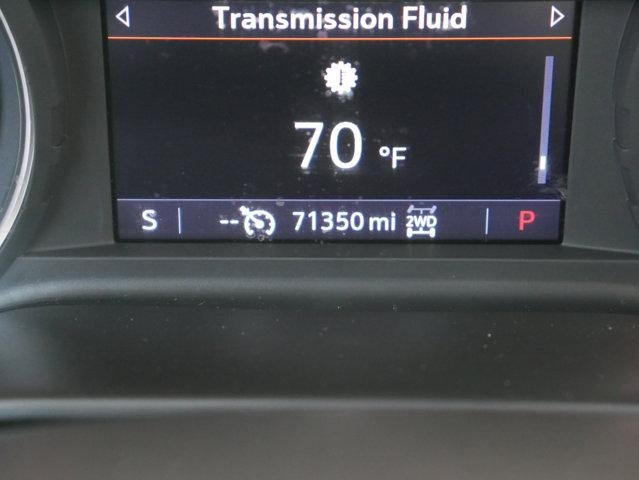 Transmission Fluid
70 °F
S -- 71350 mi 2WD P